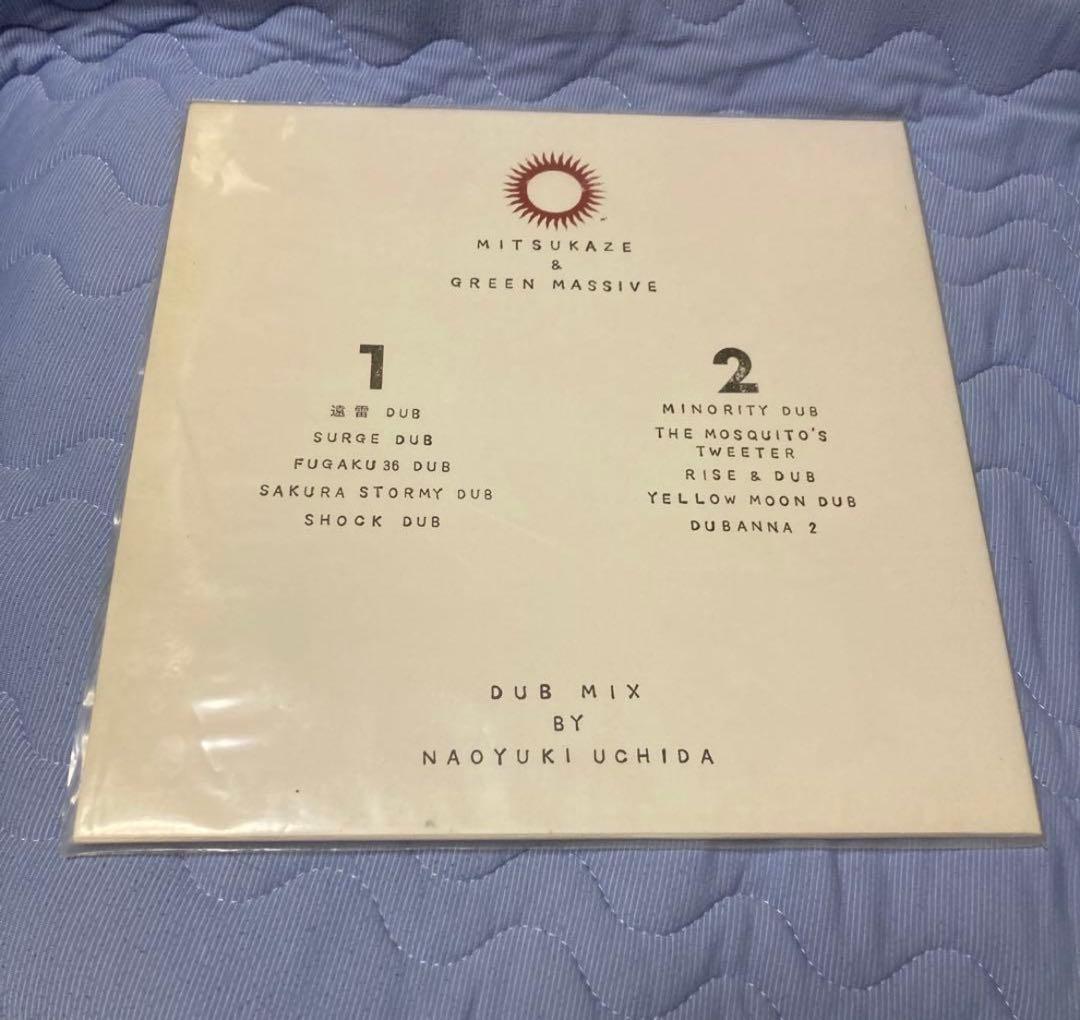 MITSUKAZE
&
GREEN MASSIVE
1
遠雷 DUB
SURGE DUB
FUGAKU 36 DUB
SAKURA STORMY DUB
SHOCK DUB
2
MINORITY DUB
THE MOSQUITO'S
TWEETER
RISE & DUB
YELLOW MOON DUB
DUBANNA 2
DUB MIX
BY
NAOYUKI UCHIDA